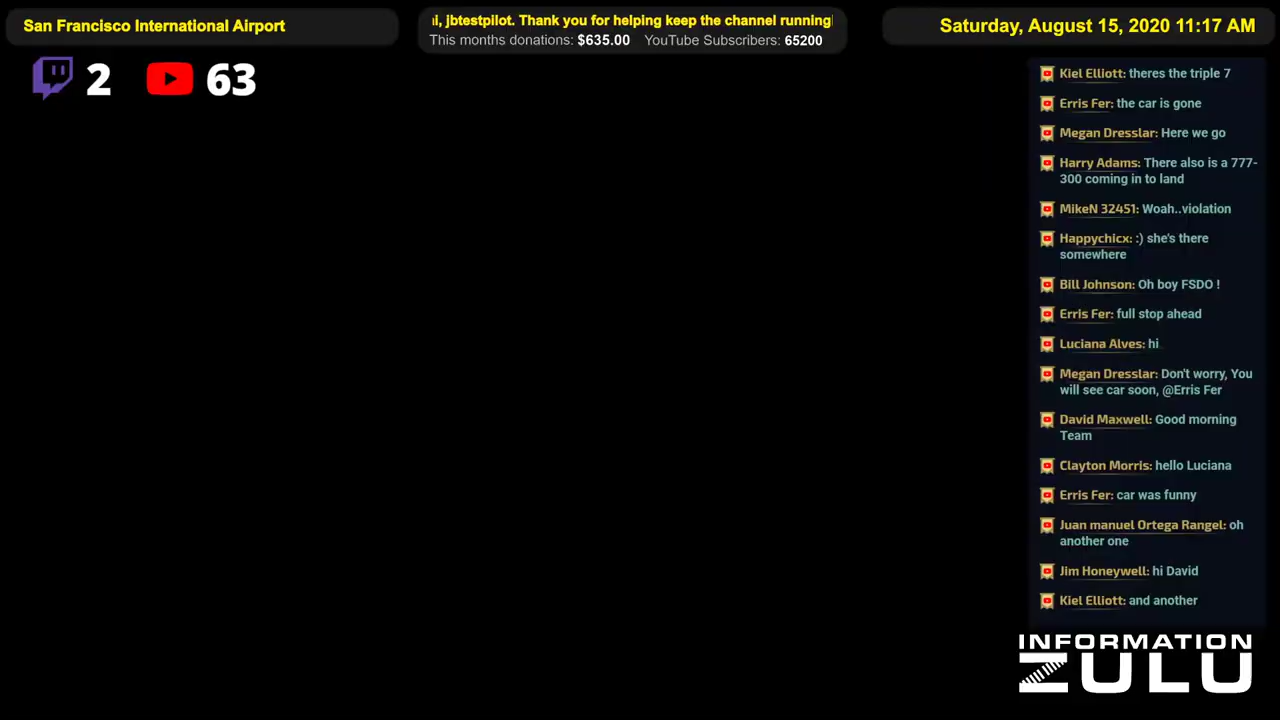 San Francisco International Airport
i, jbtestpilot. Thank you for helping keep the channel running!
This months donations: $635.00 YouTube Subscribers: 65200
Saturday, August 15, 2020 11:17 AM
2 63
Kiel Elliott: theres the triple 7
Erris Fer: the car is gone
Megan Dresslar: Here we go
Harry Adams: There also is a 777-
300 coming in to land
MikeN 32451: Woah..violation
Happychicx: :) she's there
somewhere
Bill Johnson: Oh boy FSDO !
Erris Fer: full stop ahead
Luciana Alves: hi
Megan Dresslar: Don't worry, You
will see car soon, @Erris Fer
David Maxwell: Good morning
Team
Clayton Morris: hello Luciana
Erris Fer: car was funny
Juan manuel Ortega Rangel: oh
another one
Jim Honeywell: hi David
Kiel Elliott: and another
INFORMATION
ZULU